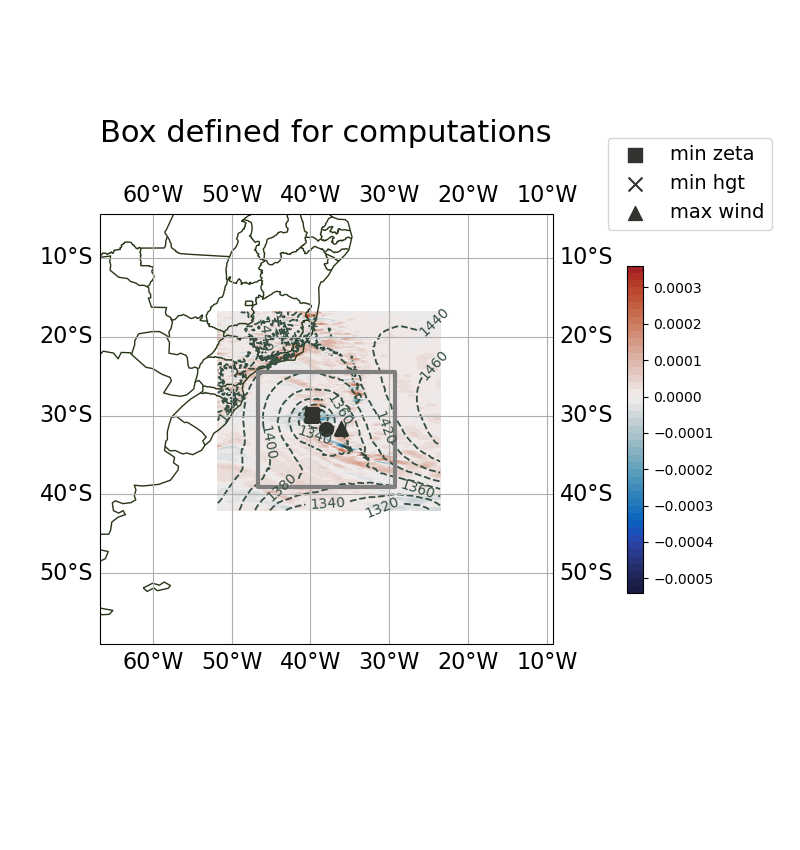 Box defined for computations
min zeta
min hgt
max wind
60°W 50°W 40°W 30°W 20°W 10°W
10°S 10°S
20°S 20°S
30°S 30°S
40°S 40°S
50°S 50°S
60°W 50°W 40°W 30°W 20°W 10°W
1440
1460
1360
1420
1340
1400
1380
1360
1340
1320
0.0003
0.0002
0.0001
0.0000
−0.0001
−0.0002
−0.0003
−0.0004
−0.0005